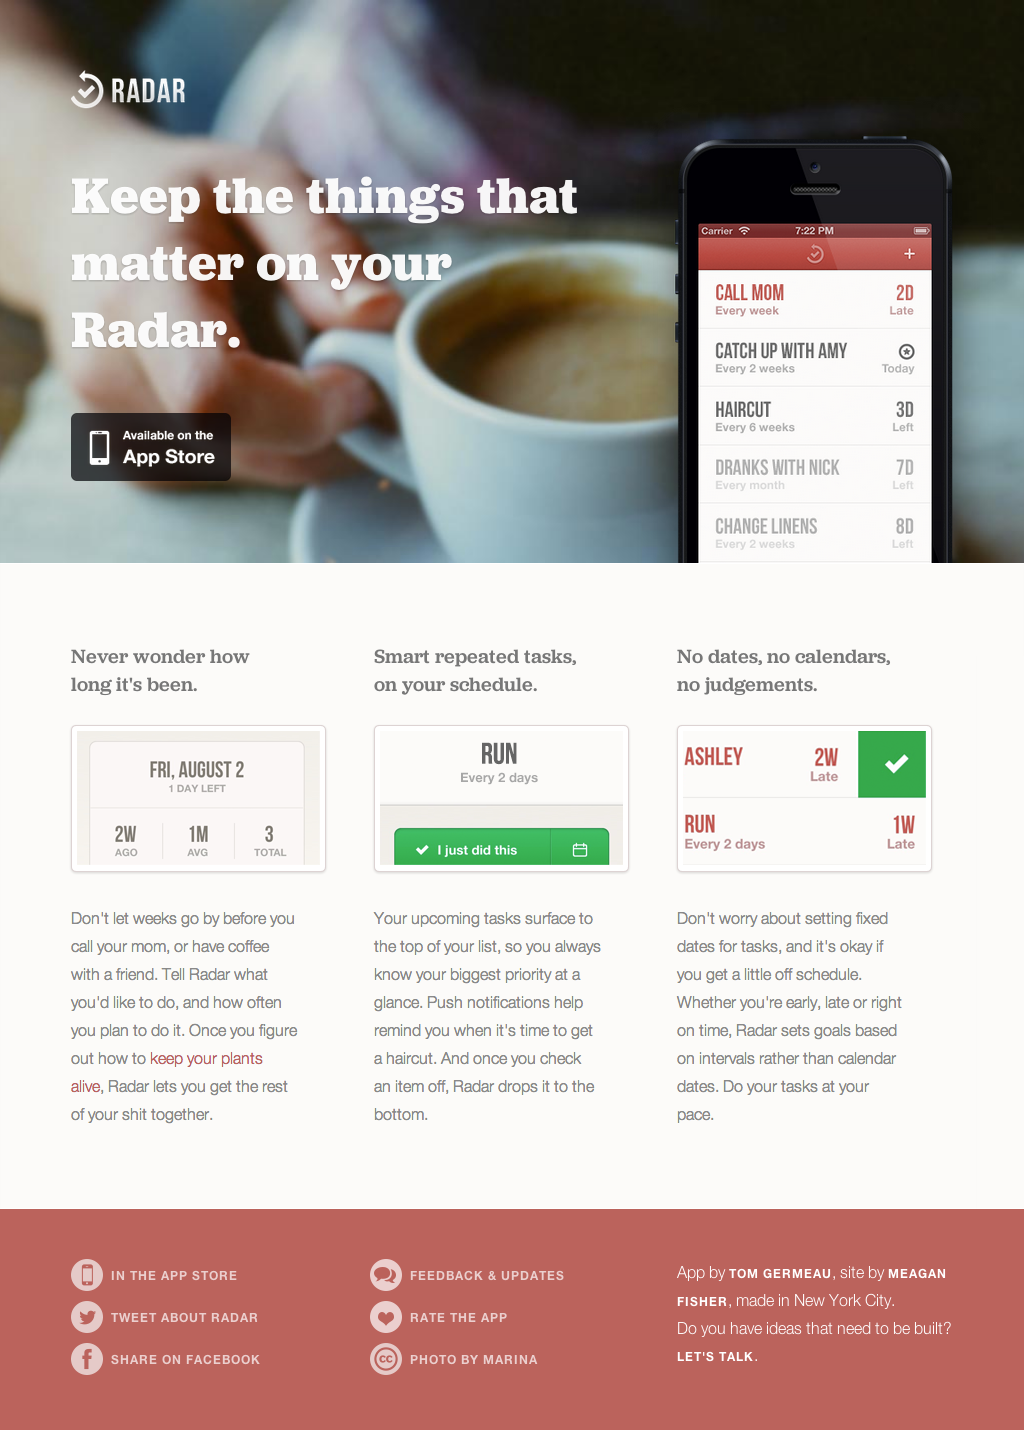 RADAR
Keep the things that
matter on your
Radar.
Available on the
App Store
Carrier 7:22 PM
+
CALL MOM 2D
Every week Late
CATCH UP WITH AMY
Every 2 weeks Today
HAIRCUT 3D
Every 6 weeks Left
DRANKS WITH NICK 7D
Every month Left
CHANGE LINENS 8D
Every 2 weeks Left
Never wonder how
long it's been.
FRI, AUGUST 2
1 DAY LEFT
2W 1M 3
AGO AVG TOTAL
Don't let weeks go by before you
call your mom, or have coffee
with a friend. Tell Radar what
you'd like to do, and how often
you plan to do it. Once you figure
out how to keep your plants
alive, Radar lets you get the rest
of your shit together.
Smart repeated tasks,
on your schedule.
RUN
Every 2 days
I just did this
Your upcoming tasks surface to
the top of your list, so you always
know your biggest priority at a
glance. Push notifications help
remind you when it's time to get
a haircut. And once you check
an item off, Radar drops it to the
bottom.
No dates, no calendars,
no judgements.
ASHLEY 2W
Late
RUN 1W
Every 2 days Late
Don't worry about setting fixed
dates for tasks, and it's okay if
you get a little off schedule.
Whether you're early, late or right
on time, Radar sets goals based
on intervals rather than calendar
dates. Do your tasks at your
pace.
IN THE APP STORE
TWEET ABOUT RADAR
f SHARE ON FACEBOOK
FEEDBACK & UPDATES
RATE THE APP
cc PHOTO BY MARINA
App by TOM GERMEAU, site by MEAGAN
FISHER, made in New York City.
Do you have ideas that need to be built?
LET'S TALK.